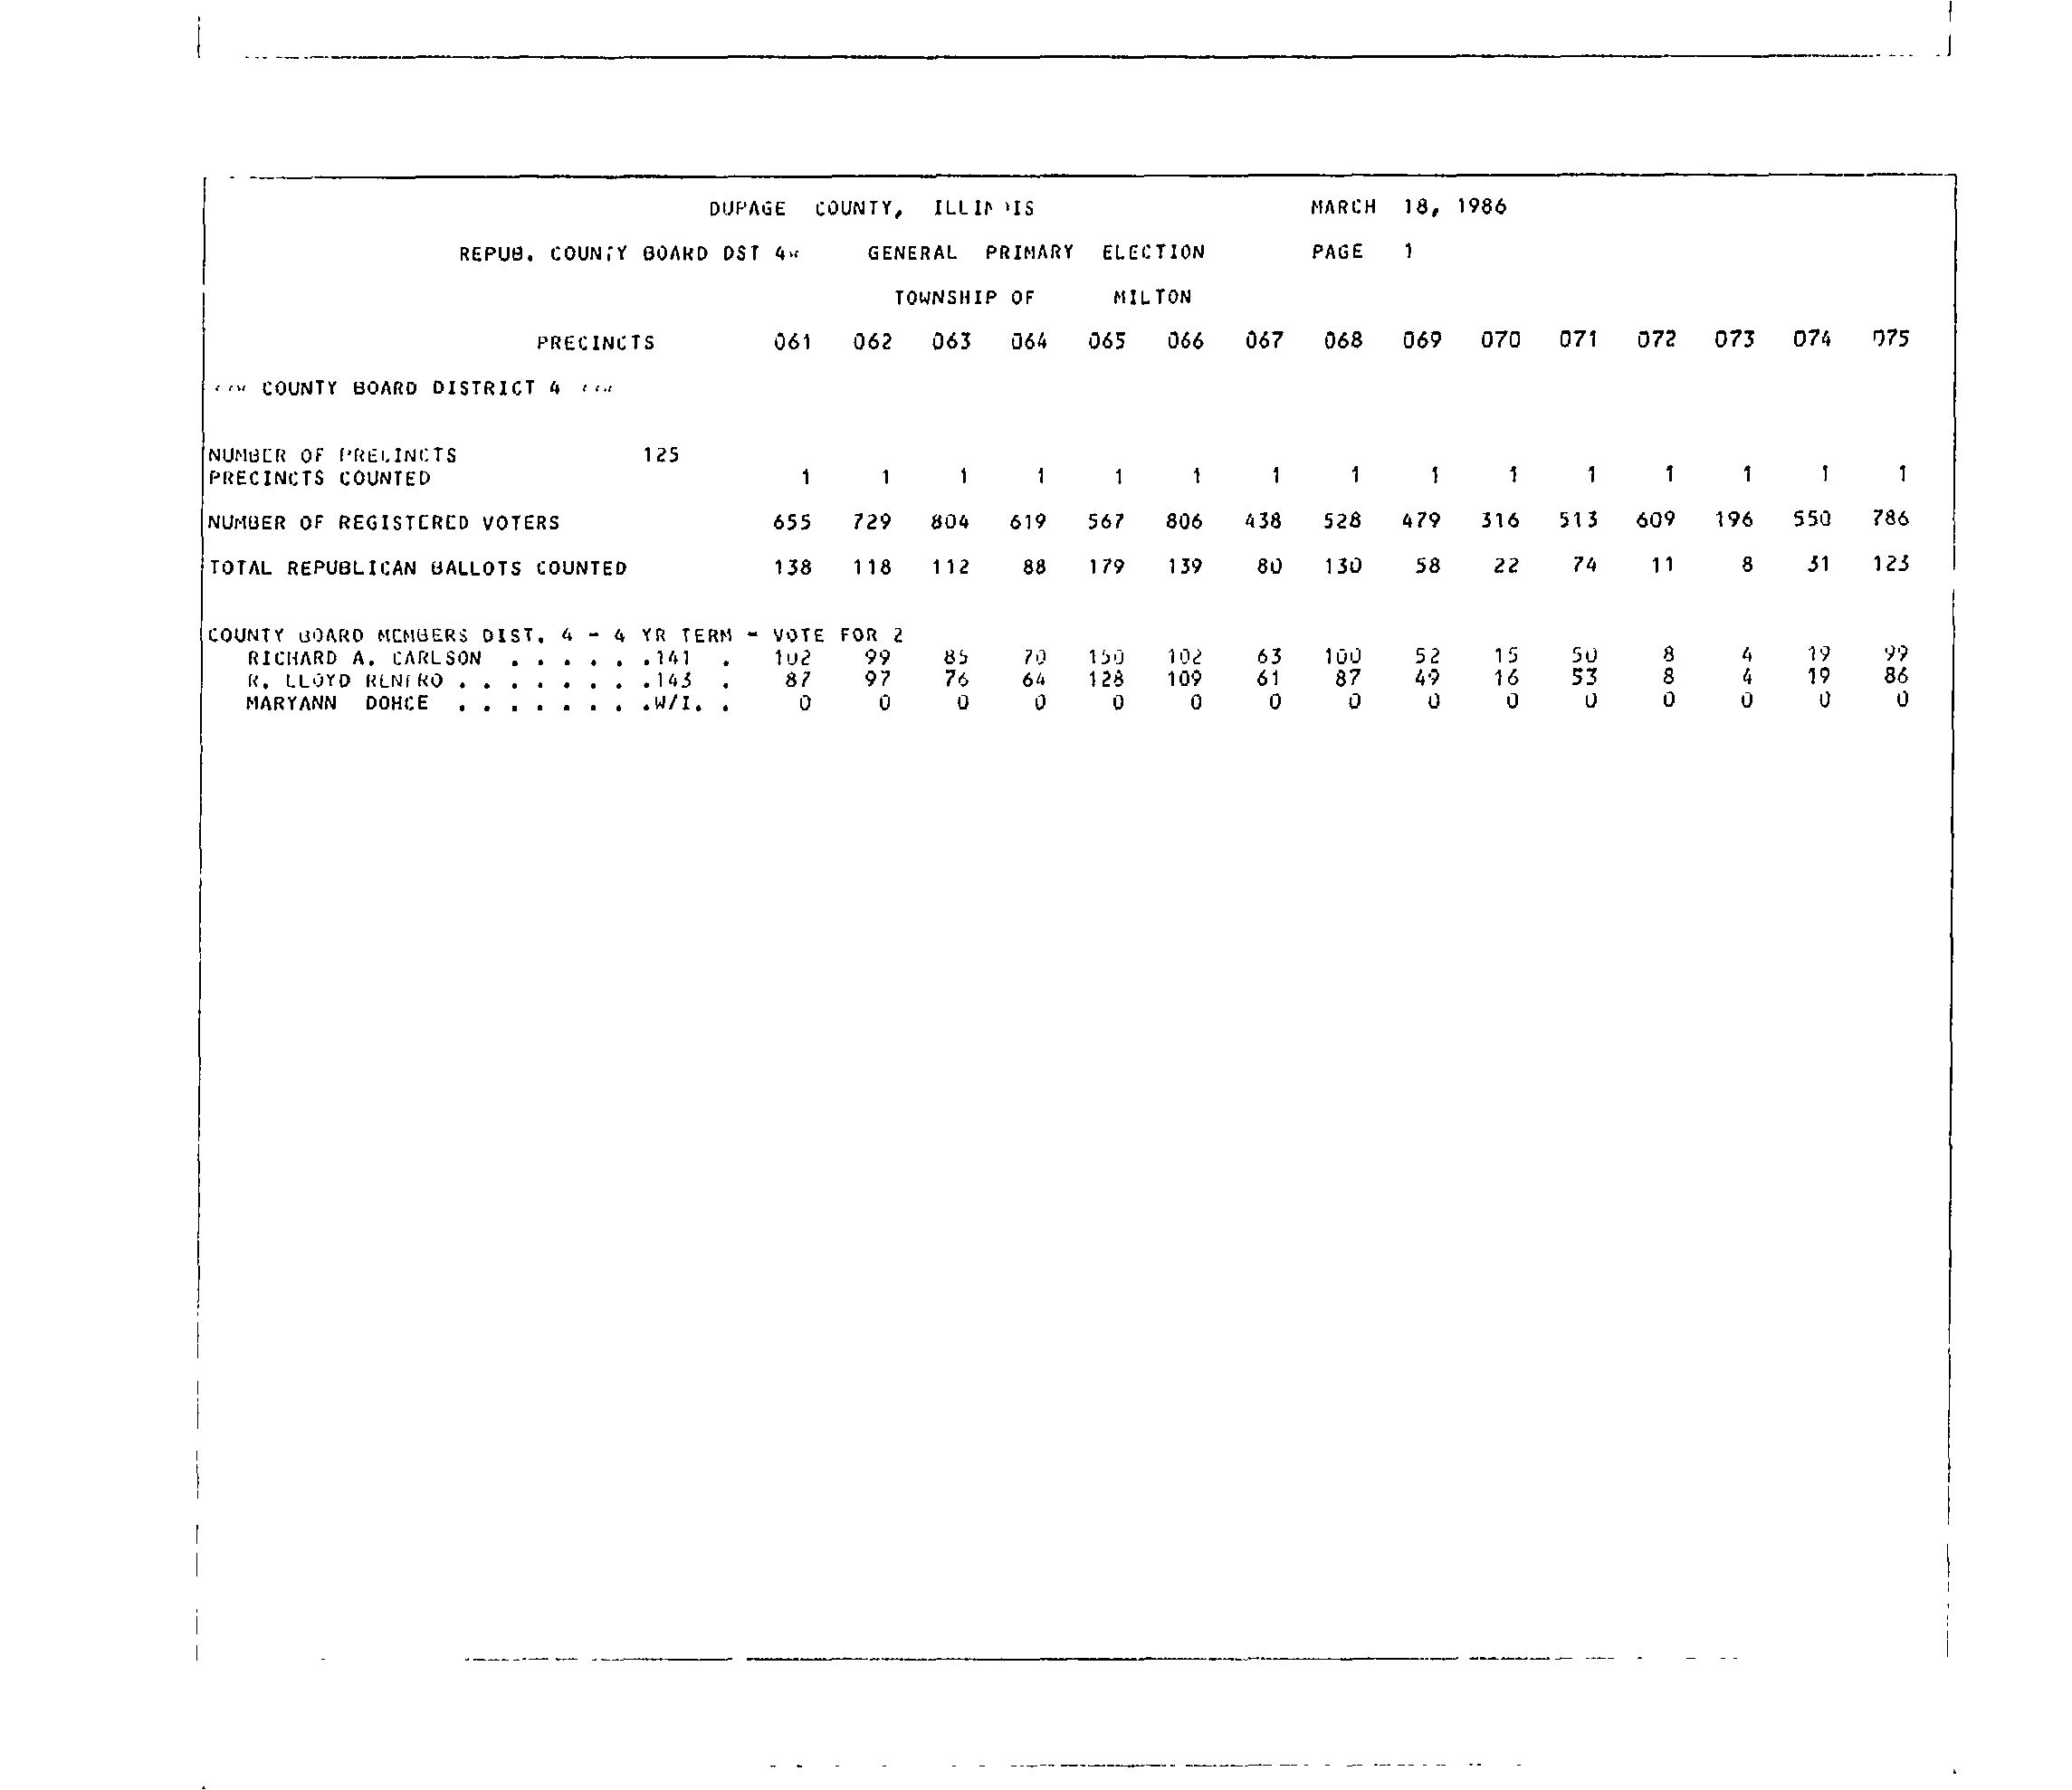 DUPAGE COUNTY, ILLINOIS MARCH 18, 1986
REPUB. COUNTY BOARD DST 4 GENERAL PRIMARY ELECTION PAGE 1
TOWNSHIP OF MILTON
PRECINCTS 061 062 063 064 065 066 067 068 069 070 071 072 073 074 075
COUNTY BOARD DISTRICT 4
NUMBER OF PRECINCTS 125
PRECINCTS COUNTED 1 1 1 1 1 1 1 1 1 1 1 1 1 1 1
NUMBER OF REGISTERED VOTERS 655 729 804 619 567 806 438 528 479 316 513 609 196 550 786
TOTAL REPUBLICAN BALLOTS COUNTED 138 118 112 88 179 139 80 130 58 22 74 11 8 31 123
COUNTY BOARD MEMBERS DIST. 4 - 4 YR TERM - VOTE FOR 2
RICHARD A. CARLSON . . . . . .141 . 102 99 85 70 150 102 63 100 52 15 50 8 4 19 99
R. LLOYD RENFRO . . . . . . . .143 . 87 97 76 64 128 109 61 87 49 16 53 8 4 19 86
MARYANN DOHCE . . . . . . . .W/I. . 0 0 0 0 0 0 0 0 0 0 0 0 0 0 0